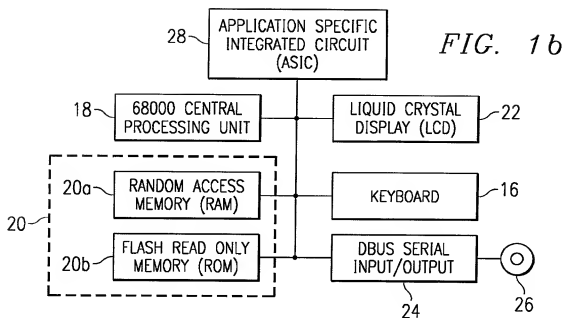 28
APPLICATION SPECIFIC
INTEGRATED CIRCUIT
(ASIC)
FIG. 1b
18
68000 CENTRAL
PROCESSING UNIT
LIQUID CRYSTAL
DISPLAY (LCD)
22
20
20a
RANDOM ACCESS
MEMORY (RAM)
KEYBOARD
16
20b
FLASH READ ONLY
MEMORY (ROM)
DBUS SERIAL
INPUT/OUTPUT
24
26